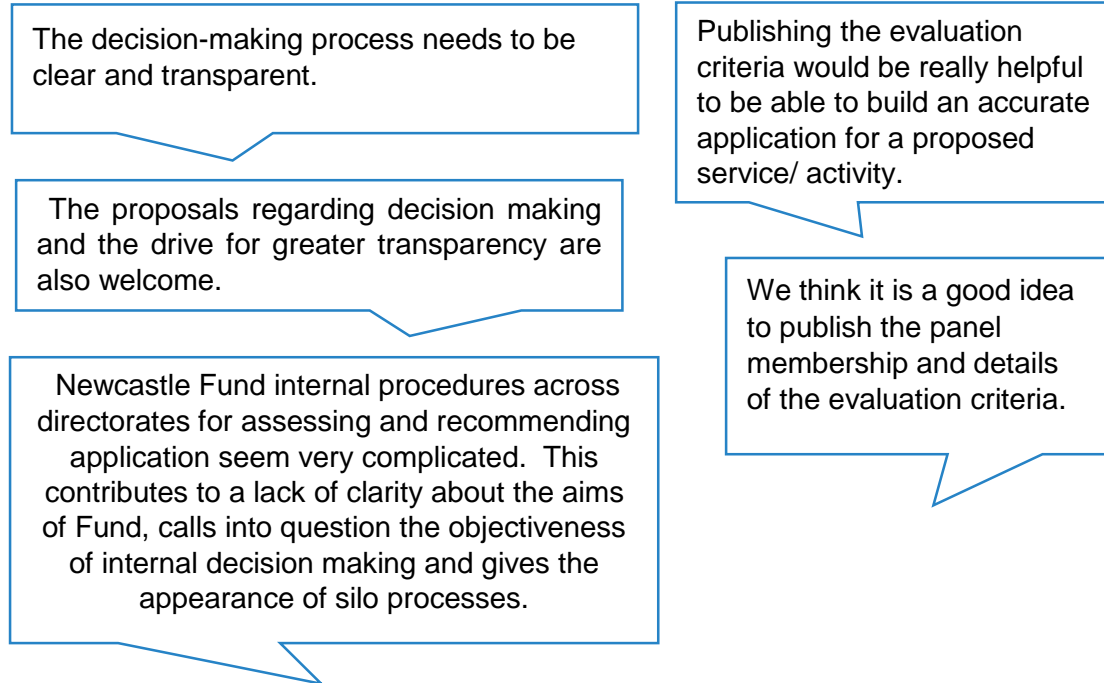 The decision-making process needs to be
clear and transparent.
The proposals regarding decision making
and the drive for greater transparency are
also welcome.
Newcastle Fund internal procedures across
directorates for assessing and recommending
application seem very complicated.  This
contributes to a lack of clarity about the aims
of Fund, calls into question the objectiveness
of internal decision making and gives the
appearance of silo processes.
Publishing the evaluation
criteria would be really helpful
to be able to build an accurate
application for a proposed
service/ activity.
We think it is a good idea
to publish the panel
membership and details
of the evaluation criteria.